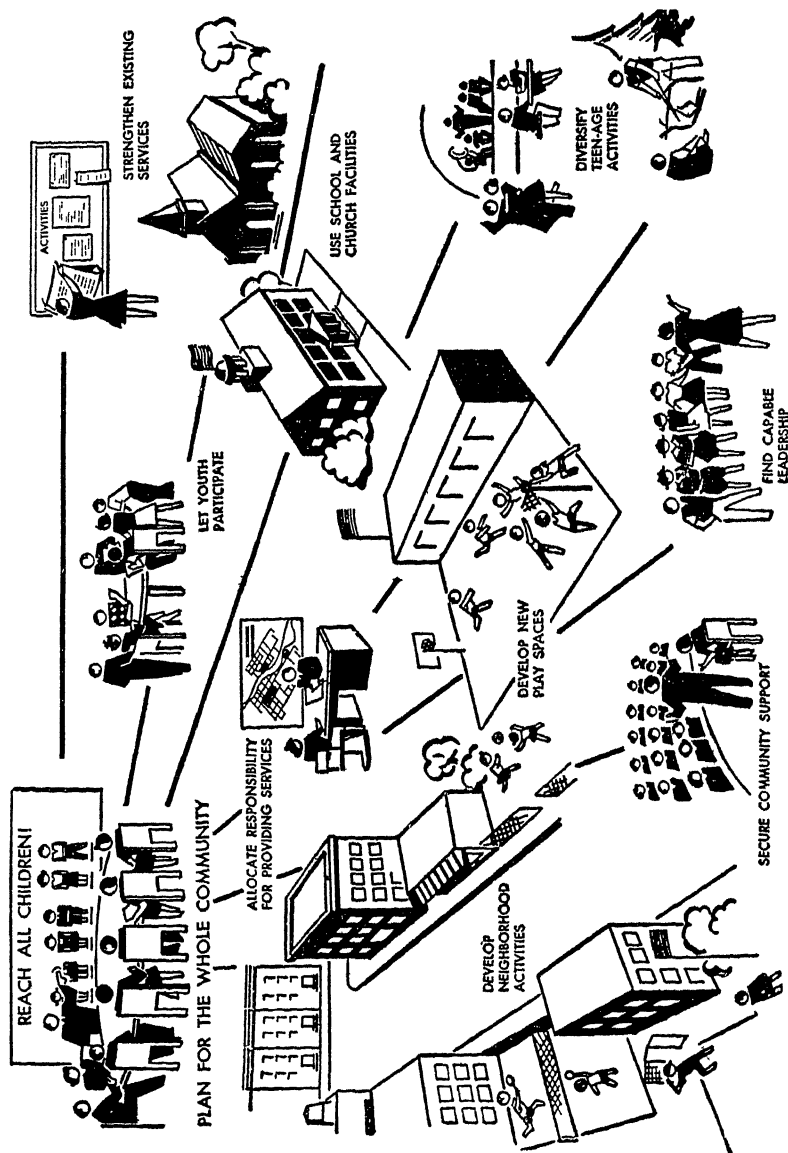 REACH ALL CHILDREN!
PLAN FOR THE WHOLE COMMUNITY
ACTIVITIES
STRENGTHEN EXISTING
SERVICES
LET YOUTH
PARTICIPATE
USE SCHOOL AND
CHURCH FACILITIES
ALLOCATE RESPONSIBILITY
FOR PROVIDING SERVICES
DEVELOP NEW
PLAY SPACES
DIVERSIFY
TEEN-AGE
ACTIVITIES
DEVELOP
NEIGHBORHOOD
ACTIVITIES
FIND CAPABLE
LEADERSHIP
SECURE COMMUNITY SUPPORT